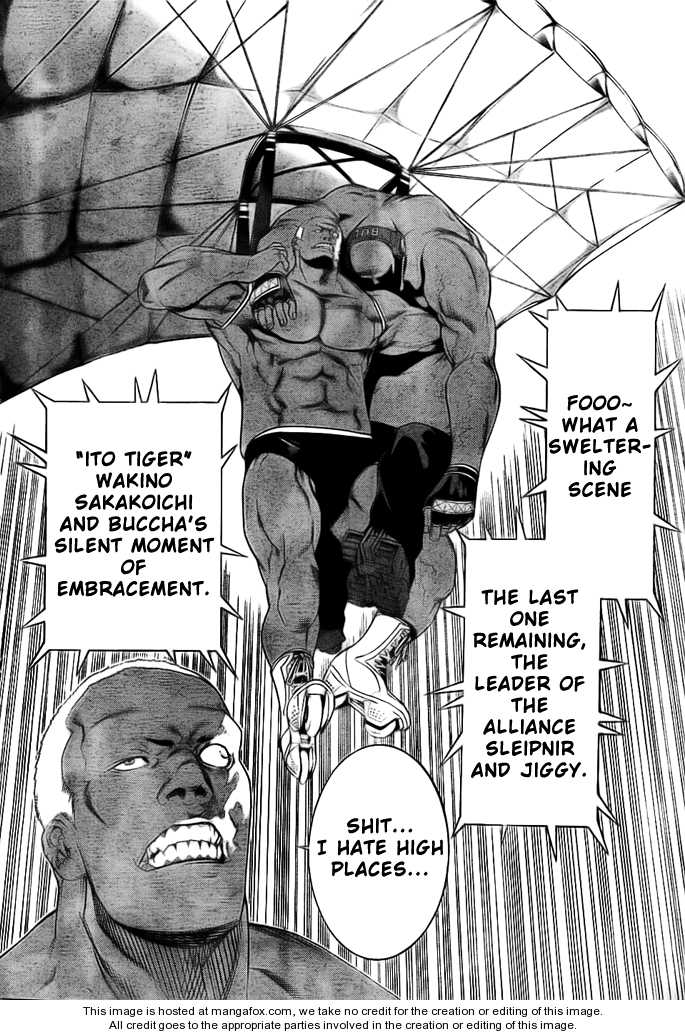 FOOO~
WHAT A
SWELTER-
ING
SCENE
THE LAST
ONE
REMAINING,
THE
LEADER OF
THE
ALLIANCE
SLEIPNIR
AND JIGGY.
"ITO TIGER"
WAKINO
SAKAKOICHI
AND BUCCHA'S
SILENT MOMENT
OF
EMBRACEMENT.
SHIT...
I HATE HIGH
PLACES...
This image is hosted at mangafox.com, we take no credit for the creation or editing of this image.
All credit goes to the appropriate parties involved in the creation or editing of this image.